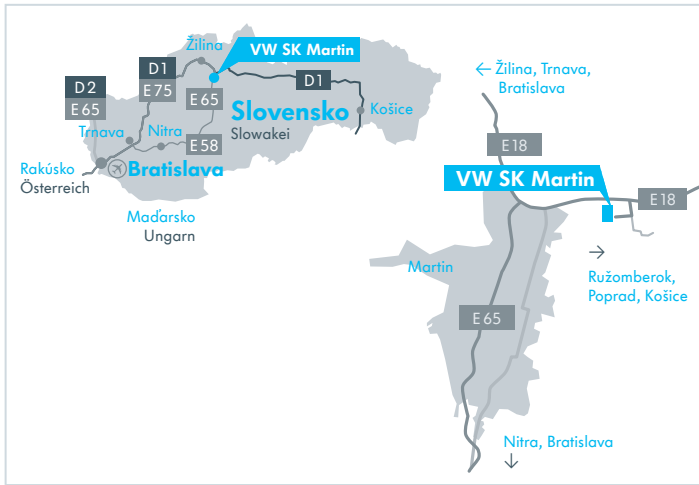 Žilina
VW SK Martin
D1
E75
D1
D2
E65
E65
Slovensko
Slowakei
Košice
Trnava
Nitra
E58
Rakúsko
Österreich
Bratislava
Maďarsko
Ungarn
← Žilina, Trnava,
Bratislava
E18
VW SK Martin
E18
→
Ružomberok,
Poprad, Košice
Martin
E65
Nitra, Bratislava
↓